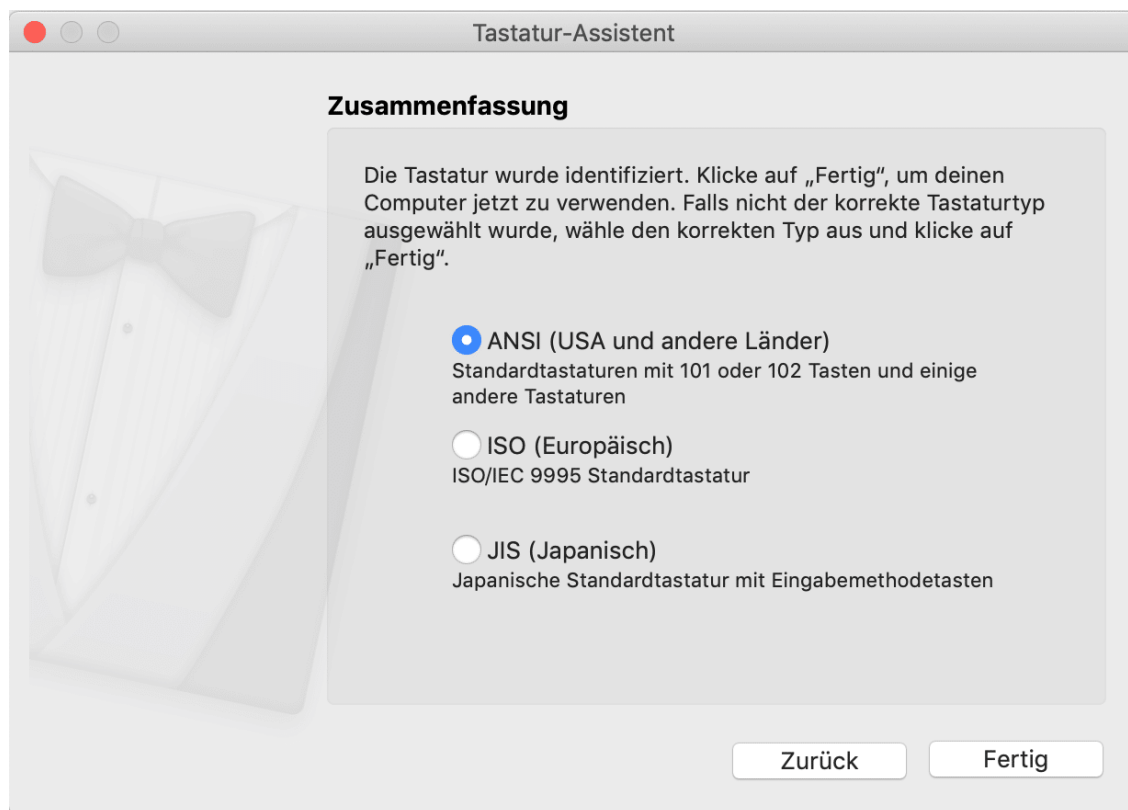 Tastatur-Assistent
Zusammenfassung
Die Tastatur wurde identifiziert. Klicke auf „Fertig“, um deinen
Computer jetzt zu verwenden. Falls nicht der korrekte Tastaturtyp
ausgewählt wurde, wähle den korrekten Typ aus und klicke auf
„Fertig“.
ANSI (USA und andere Länder)
Standardtastaturen mit 101 oder 102 Tasten und einige
andere Tastaturen
ISO (Europäisch)
ISO/IEC 9995 Standardtastatur
JIS (Japanisch)
Japanische Standardtastatur mit Eingabemethodetasten
Zurück
Fertig